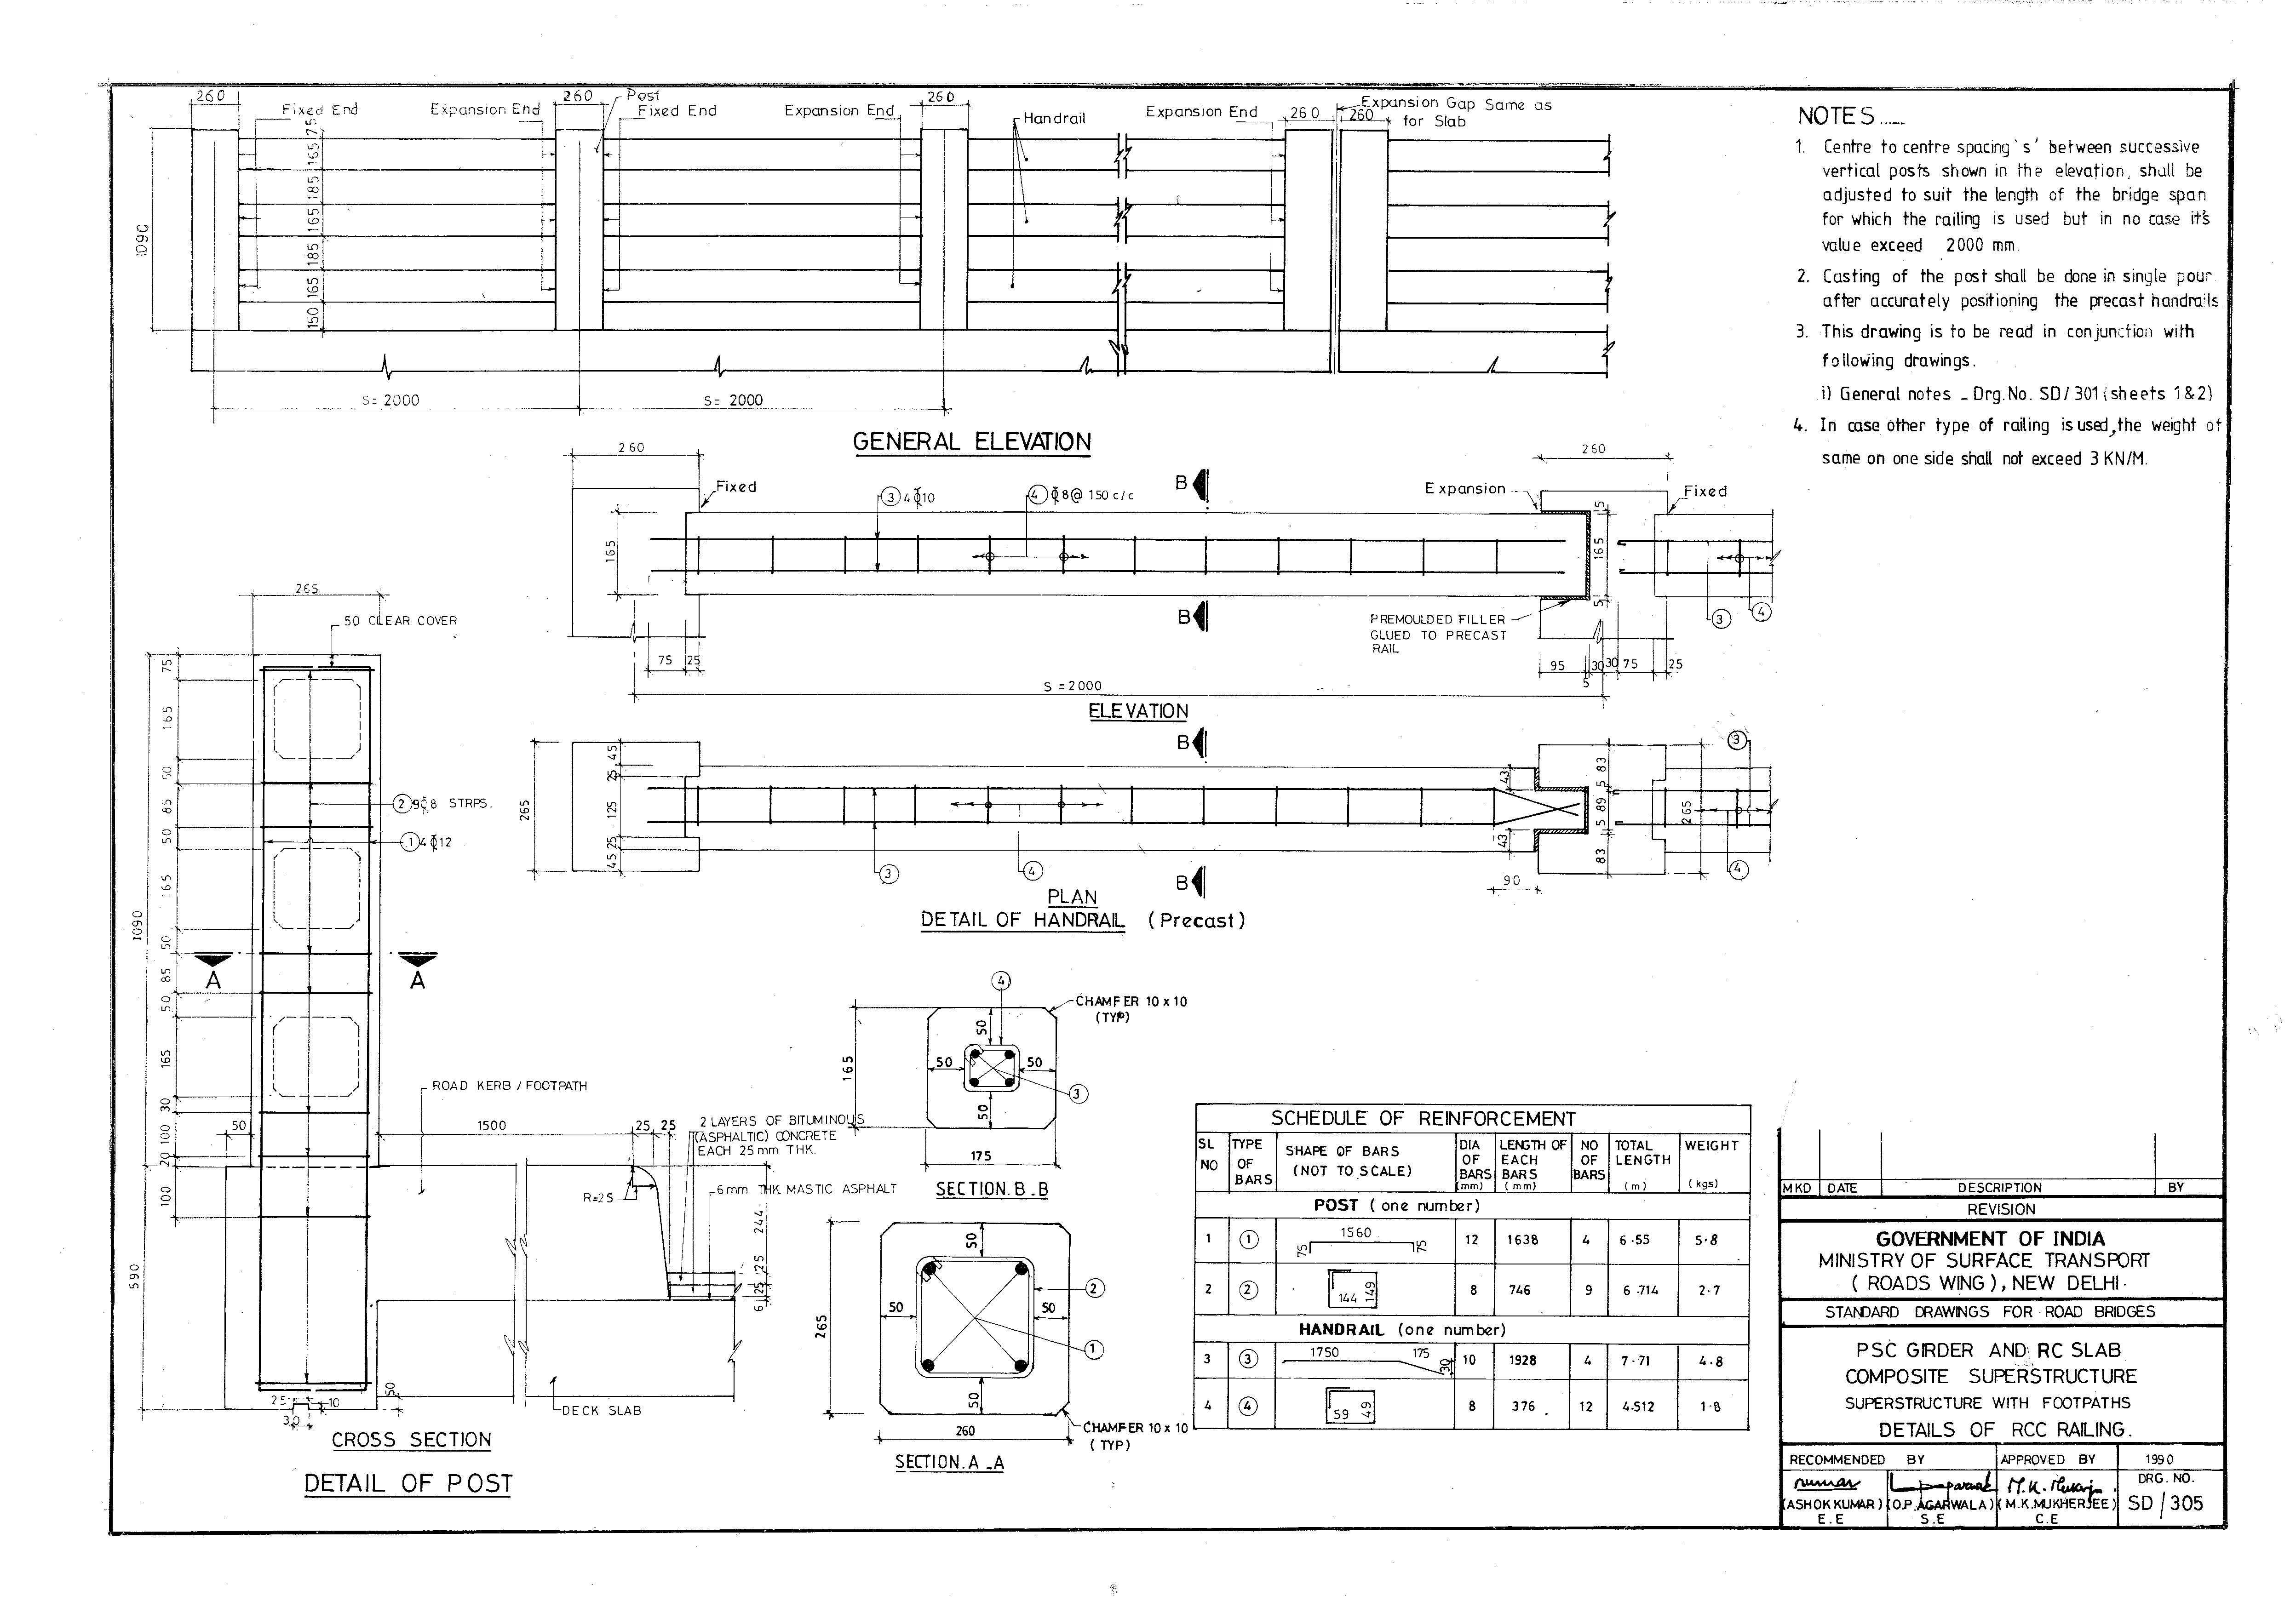 260
Fixed End
Expansion End
260
Post
Fixed End
Expansion End
260
Handrail
Expansion End
260
260
Expansion Gap Same as
for Slab
1090
75
165
185
165
185
165
150
S= 2000
S= 2000
GENERAL ELEVATION
260
Fixed
3 4ϕ10
4 ϕ8@ 150 c/c
B
Expansion
260
Fixed
165
5
165
5
B
PREMOULDED FILLER
GLUED TO PRECAST
RAIL
3
4
75
25
95
30
30
75
25
5
S =2000
ELEVATION
B
265
45
25
125
25
45
43
43
83
5
89
5
83
265
3
4
3
4
B
90
PLAN
DETAIL OF HANDRAIL (Precast)
265
50 CLEAR COVER
75
165
50
85
50
165
50
85
50
165
30
100
20
100
1090
590
2 9ϕ8 STRPS.
1 4ϕ12
A
A
ROAD KERB / FOOTPATH
50
1500
25
25
2 LAYERS OF BITUMINOUS
(ASPHALTIC) CONCRETE
EACH 25mm THK.
R=25
6mm THK MASTIC ASPHALT
244
25
25
6
25
10
30
50
DECK SLAB
CROSS SECTION
DETAIL OF POST
4
CHAMFER 10 x 10
(TYP)
165
50
50
50
50
3
175
SECTION.B_B
265
50
50
50
50
2
1
260
CHAMFER 10 x 10
( TYP)
SECTION.A_A
SCHEDULE OF REINFORCEMENT
SL NO
TYPE OF BARS
SHAPE OF BARS (NOT TO SCALE)
DIA OF BARS (mm)
LENGTH OF EACH BARS (mm)
NO OF BARS
TOTAL LENGTH (m)
WEIGHT (kgs)
POST ( one number)
1 1 75 1560 75 12 1638 4 6·55 5·8
2 2 144 149 8 746 9 6·714 2·7
HANDRAIL (one number)
3 3 1750 175 30 10 1928 4 7·71 4·8
4 4 59 49 8 376 12 4.512 1·8
NOTES.....
1. Centre to centre spacing `s' between successive
vertical posts shown in the elevation, shall be
adjusted to suit the length of the bridge span
for which the railing is used but in no case it's
value exceed 2000 mm.
2. Casting of the post shall be done in single pour
after accurately positioning the precast handrails
3. This drawing is to be read in conjunction with
following drawings.
i) General notes _ Drg.No. SD/301(sheets 1&2)
4. In case other type of railing is used, the weight of
same on one side shall not exceed 3 KN/M.
MKD DATE DESCRIPTION BY
REVISION
GOVERNMENT OF INDIA
MINISTRY OF SURFACE TRANSPORT
( ROADS WING ), NEW DELHI·
STANDARD DRAWINGS FOR ROAD BRIDGES
PSC GIRDER AND RC SLAB
COMPOSITE SUPERSTRUCTURE
SUPERSTRUCTURE WITH FOOTPATHS
DETAILS OF RCC RAILING.
RECOMMENDED BY
APPROVED BY
1990
DRG. NO.
SD / 305
M.K. Mukerjee
(ASHOK KUMAR)
E.E
(O.P. AGARWALA)
S.E
( M.K.MUKHERJEE)
C.E